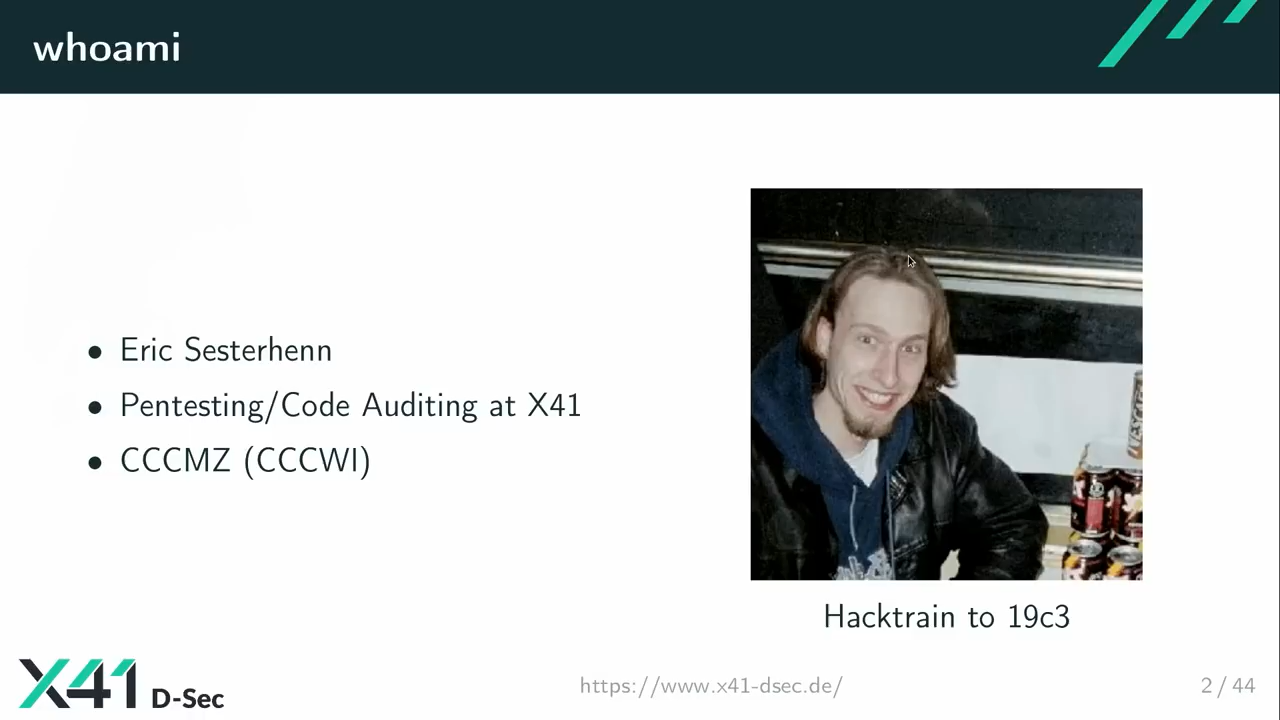 whoami
• Eric Sesterhenn
• Pentesting/Code Auditing at X41
• CCCMZ (CCCWI)
Hacktrain to 19c3
X41 D-Sec
https://www.x41-dsec.de/
2 / 44